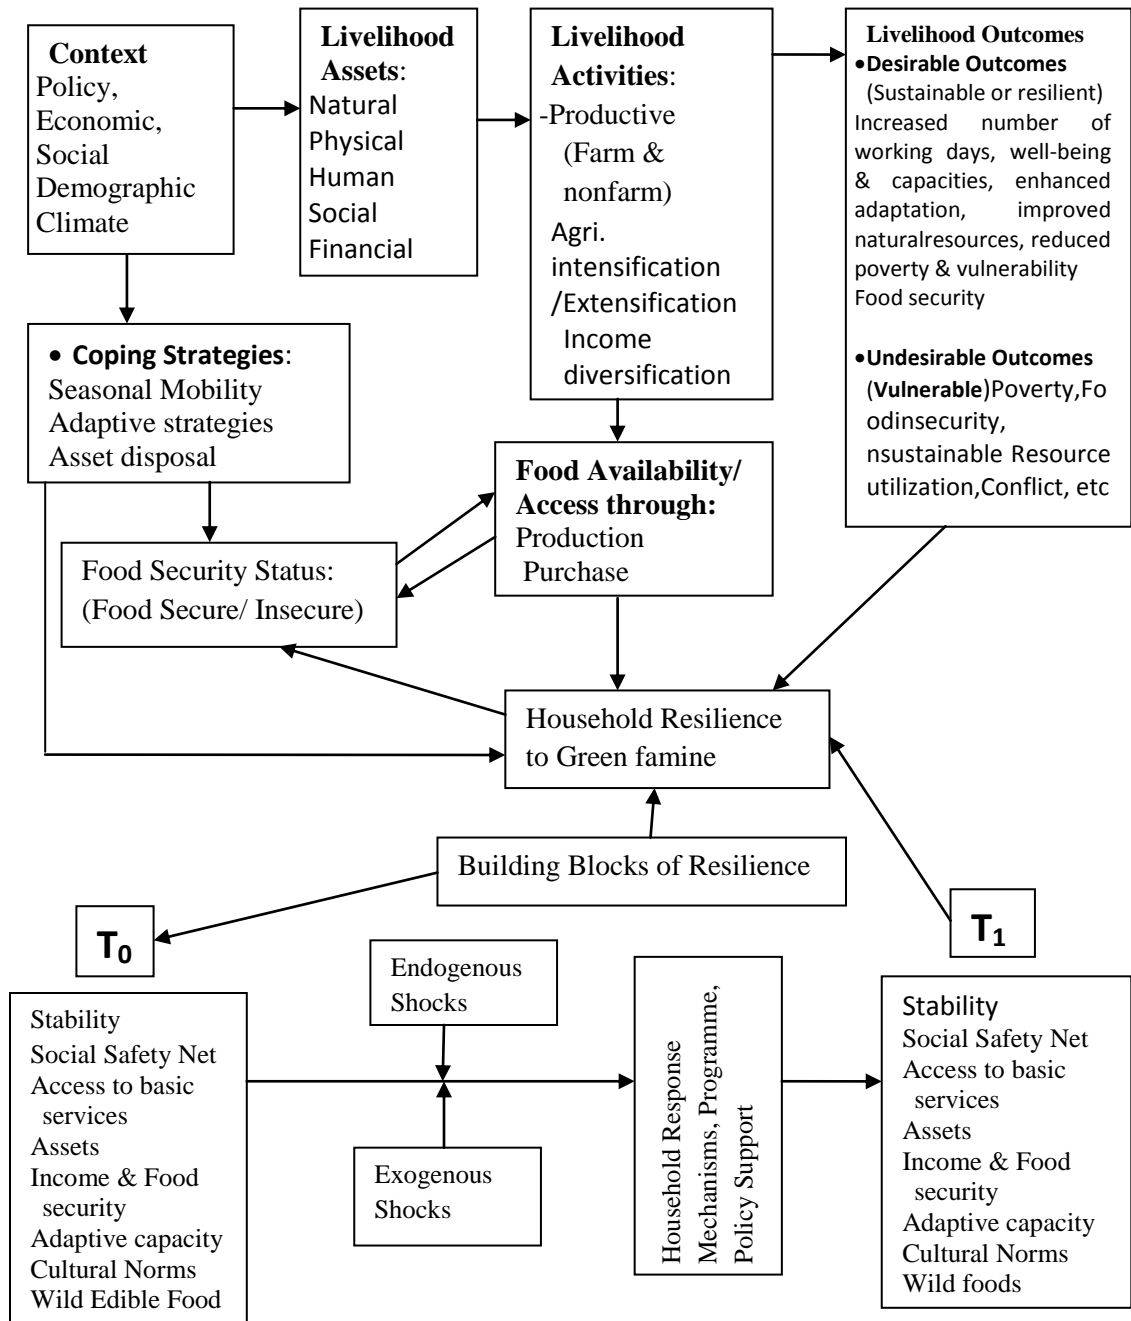 Context
Policy,
Economic,
Social
Demographic
Climate
Livelihood
Assets:
Natural
Physical
Human
Social
Financial
Livelihood
Activities:
-Productive
(Farm &
nonfarm)
Agri.
intensification
/Extensification
Income
diversification
Livelihood Outcomes
•Desirable Outcomes
(Sustainable or resilient)
Increased number of
working days, well-being
& capacities, enhanced
adaptation, improved
naturalresources, reduced
poverty & vulnerability
Food security
•Undesirable Outcomes
(Vulnerable)Poverty,Fo
odinsecurity,
nsustainable Resource
utilization,Conflict, etc
• Coping Strategies:
Seasonal Mobility
Adaptive strategies
Asset disposal
Food Availability/
Access through:
Production
Purchase
Food Security Status:
(Food Secure/ Insecure)
Household Resilience
to Green famine
Building Blocks of Resilience
T0
T1
Stability
Social Safety Net
Access to basic
services
Assets
Income & Food
security
Adaptive capacity
Cultural Norms
Wild Edible Food
Endogenous
Shocks
Exogenous
Shocks
Household Response
Mechanisms, Programme,
Policy Support
Stability
Social Safety Net
Access to basic
services
Assets
Income & Food
security
Adaptive capacity
Cultural Norms
Wild foods